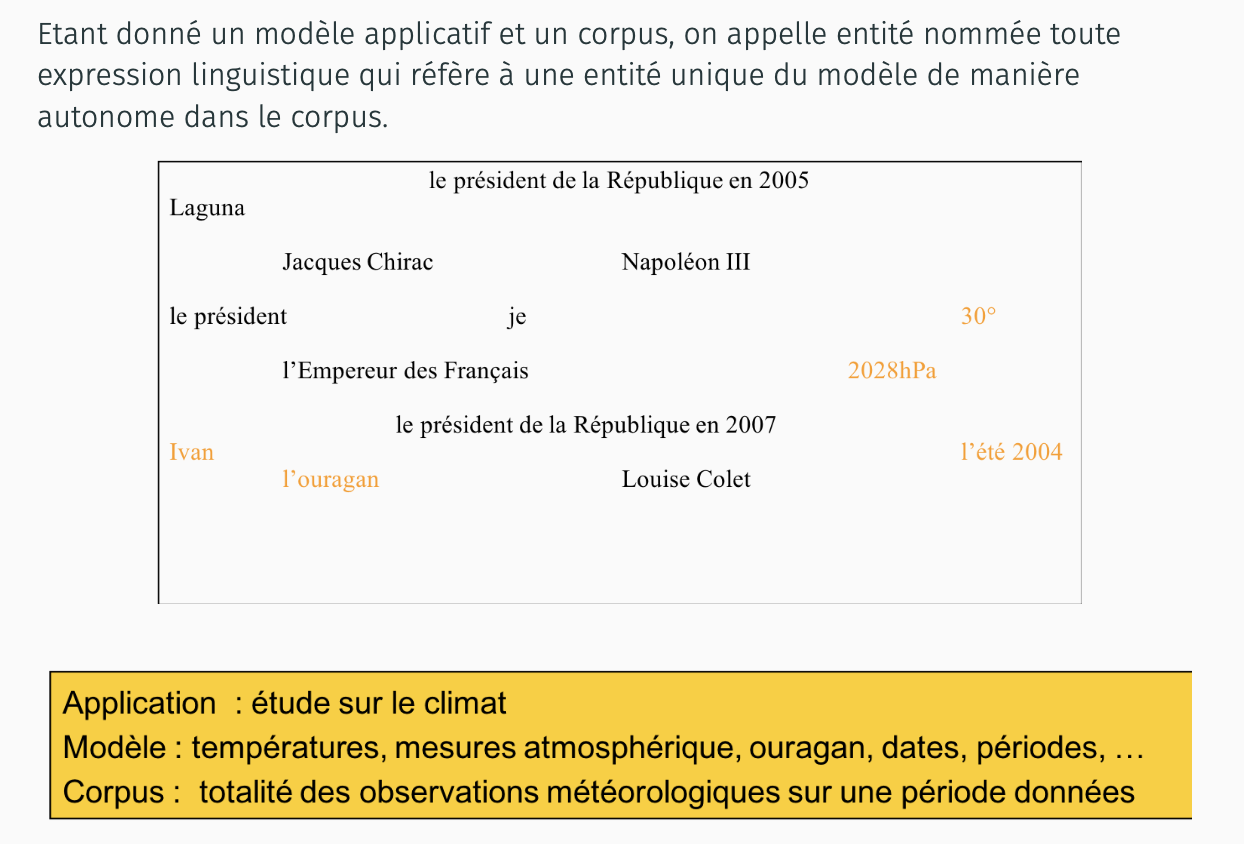 Etant donné un modèle applicatif et un corpus, on appelle entité nommée toute
expression linguistique qui réfère à une entité unique du modèle de manière
autonome dans le corpus.
le président de la République en 2005
Laguna
Jacques Chirac Napoléon III
le président je 30°
l’Empereur des Français 2028hPa
le président de la République en 2007
Ivan l’été 2004
l’ouragan Louise Colet
Application : étude sur le climat
Modèle : températures, mesures atmosphérique, ouragan, dates, périodes, …
Corpus : totalité des observations météorologiques sur une période données